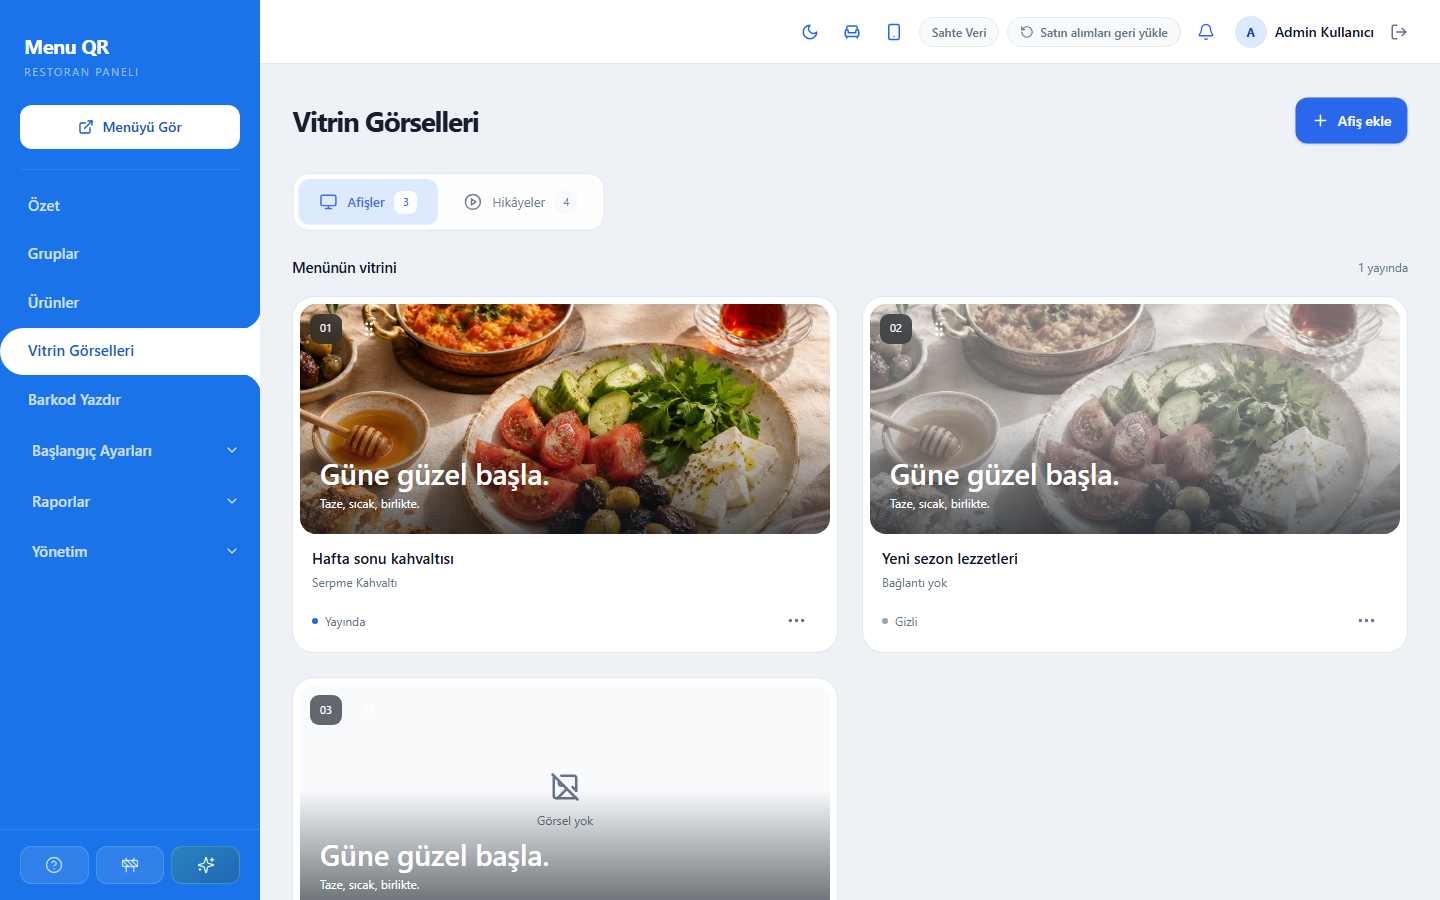 Menu QR
RESTORAN PANELİ
Menüyü Gör
Özet
Gruplar
Ürünler
Vitrin Görselleri
Barkod Yazdır
Başlangıç Ayarları
Raporlar
Yönetim
Sahte Veri
Satın alımları geri yükle
A
Admin Kullanıcı
Vitrin Görselleri
Afiş ekle
Afişler 3
Hikâyeler 4
Menünün vitrini
1 yayında
01
Güne güzel başla.
Taze, sıcak, birlikte.
Hafta sonu kahvaltısı
Serpme Kahvaltı
Yayında
02
Güne güzel başla.
Taze, sıcak, birlikte.
Yeni sezon lezzetleri
Bağlantı yok
Gizli
03
Görsel yok
Güne güzel başla.
Taze, sıcak, birlikte.